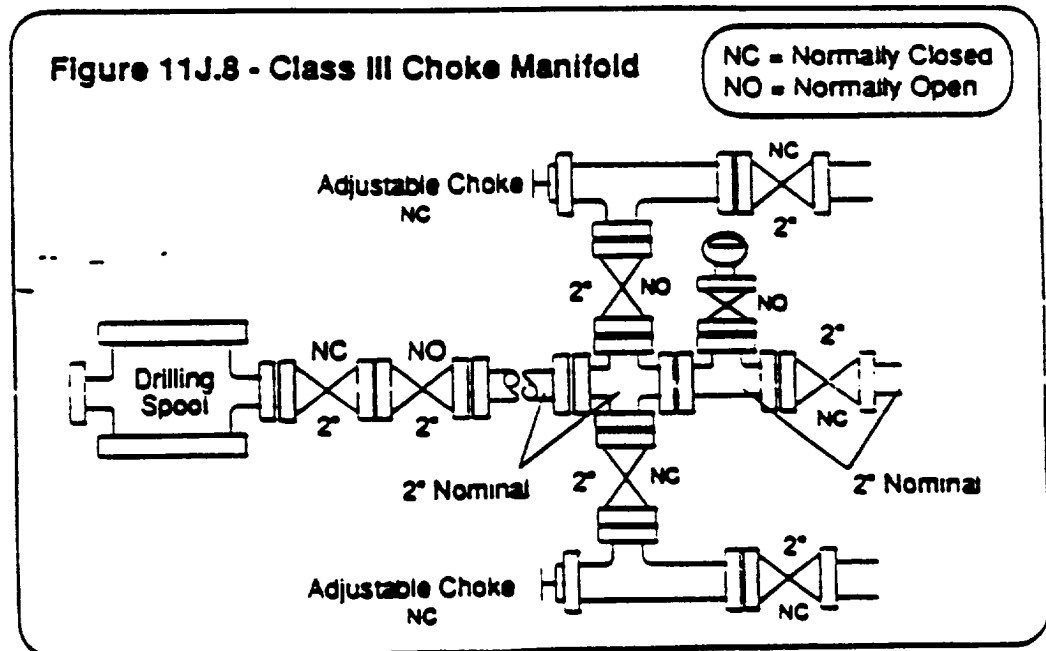 Figure 11J.8 - Class III Choke Manifold
NC = Normally Closed
NO = Normally Open
NC
Adjustable Choke
NC
2"
2"
NO
NO
2"
NC
NO
Drilling
Spool
2"
2"
NC
2"
NC
2" Nominal
2" Nominal
2"
Adjustable Choke
NC
NC